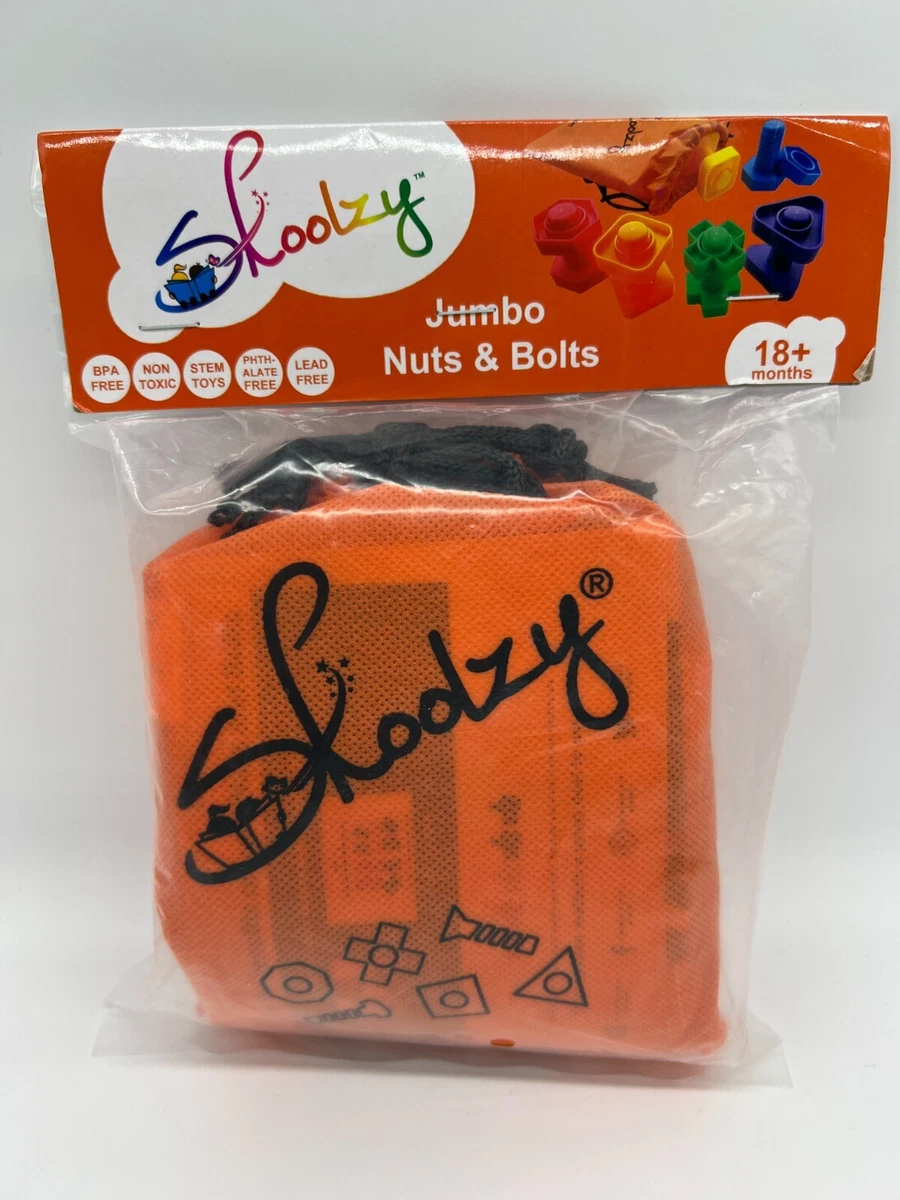 Skoolzy™
Jumbo
Nuts & Bolts
BPA
FREE
NON
TOXIC
STEM
TOYS
PHTH-
ALATE
FREE
LEAD
FREE
18+
months
Skoolzy®